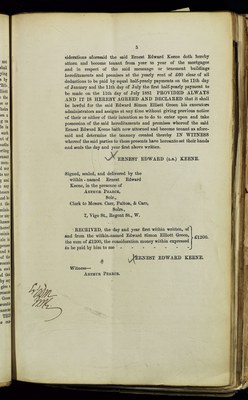 5
siderations aforesaid the said Ernest Edward Keene doth hereby
attorn and become tenant from year to year of the mortgagee
and in respect of the said messuage or tenement buildings
hereditaments and premises at the yearly rent of £60 clear of all
deductions to be paid by equal half-yearly payments on the 11th day
of January and the 11th day of July the first half-yearly payment to
be made on the 11th day of July 1881 PROVIDED ALWAYS
AND IT IS HEREBY AGREED AND DECLARED that it shall
be lawful for the said Edward Simon Elliott Green his executors
administrators and assigns at any time without giving previous notice
of their or either of their intention so to do to enter upon and take
possession of the said hereditaments and premises whereof the said
Ernest Edward Keene hath now attorned and become tenant as afore-
said and determine the tenancy created thereby IN WITNESS
whereof the said parties to these presents have hereunto set their hands
and seals the day and year first above written.
ERNEST EDWARD (L.S.) KEENE.
Signed, sealed, and delivered by the
within-named Ernest Edward
Keene, in the presence of
ARTHUR
Solr.,
Clerk to Messrs. Carr, Fulton, & Carr,
Solrs.,
7, Vigo St., Regent St., W.
RECEIVED, the day and year first within written, of
and from the within-named Edward Simon Elliott Green,
the sum of £1200, the consideration money within expressed
to be paid by him to me
£1200.
ERNEST EDWARD KEENE.
Witness—
ARTHUR